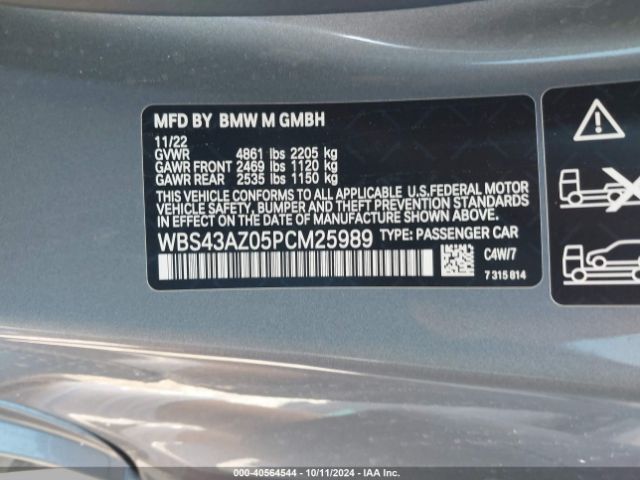 MFD BY BMW M GMBH
11/22
GVWR 4861 lbs 2205 kg
GAWR FRONT 2469 lbs 1120 kg
GAWR REAR 2535 lbs 1150 kg
THIS VEHICLE CONFORMS TO ALL APPLICABLE U.S.FEDERAL MOTOR
VEHICLE SAFETY, BUMPER AND THEFT PREVENTION STANDARDS
IN EFFECT ON THE DATE OF MANUFACTURE SHOWN ABOVE.
WBS43AZ05PCM25989 TYPE: PASSENGER CAR
C4W/7
7 315 814
00-40564544 | 10/11/2024 | IAA Inc.